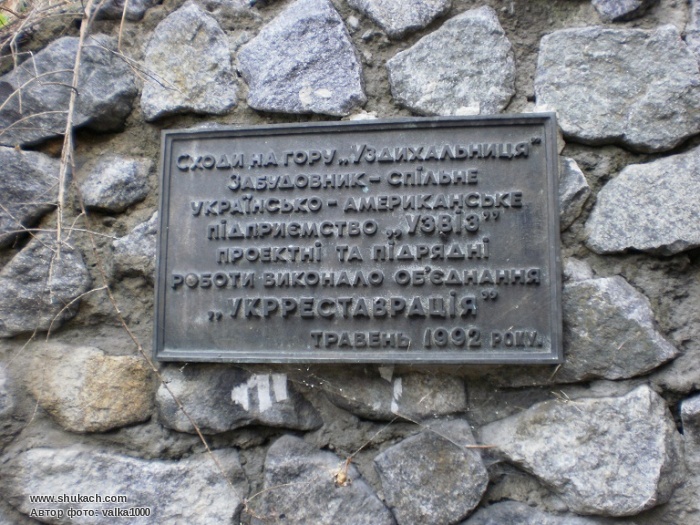 Сходи на гору „Уздихальниця"
Забудовник – спільне
українсько – американське
підприємство „УЗВІЗ"
проектні та підрядні
роботи виконало об'єднання
„Укрреставрація"
травень 1992 року.
www.shukach.com
Автор фото: valka1000